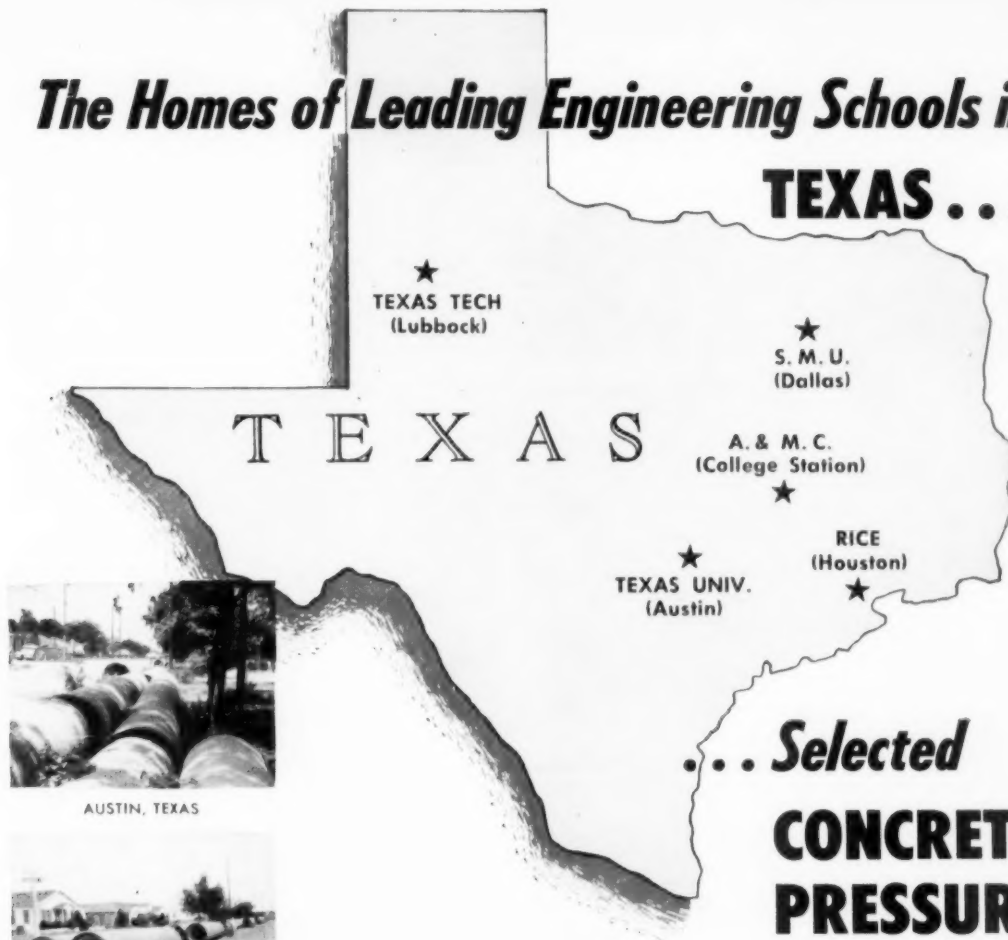 The Homes of Leading Engineering Schools i
TEXAS . .
TEXAS TECH
(Lubbock)
S. M. U.
(Dallas)
TEXAS
A. & M. C.
(College Station)
RICE
(Houston)
TEXAS UNIV.
(Austin)
AUSTIN, TEXAS
. . . Selected
CONCRET
PRESSUR